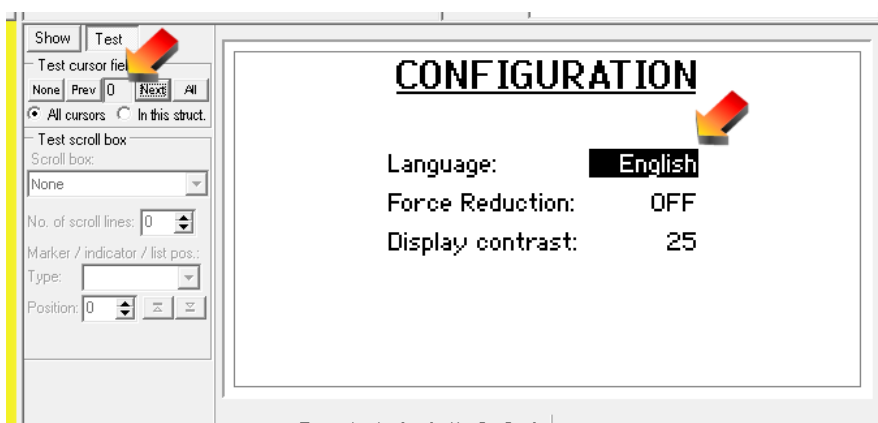 Show Test
Test cursor fiel
None Prev 0 Next All
All cursors In this struct.
Test scroll box
Scroll box:
None
No. of scroll lines: 0
Marker / indicator / list pos.:
Type:
Position: 0
CONFIGURATION
Language: English
Force Reduction: OFF
Display contrast: 25